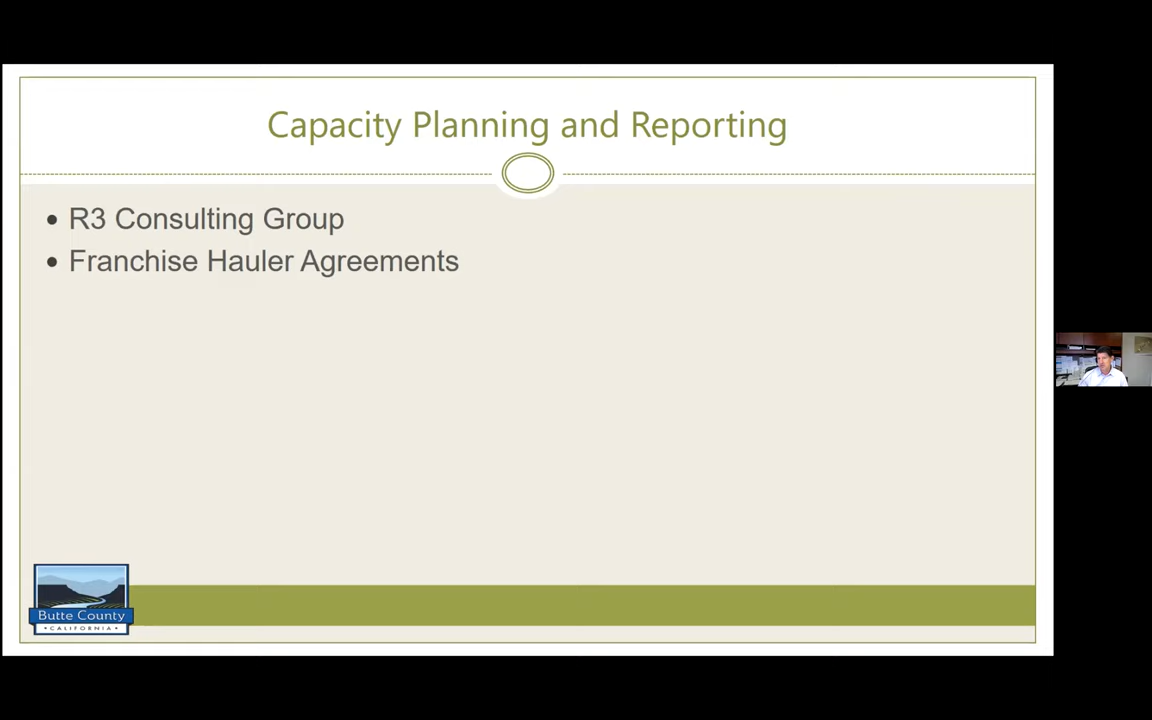 Capacity Planning and Reporting
• R3 Consulting Group
• Franchise Hauler Agreements
Butte County
• CALIFORNIA •